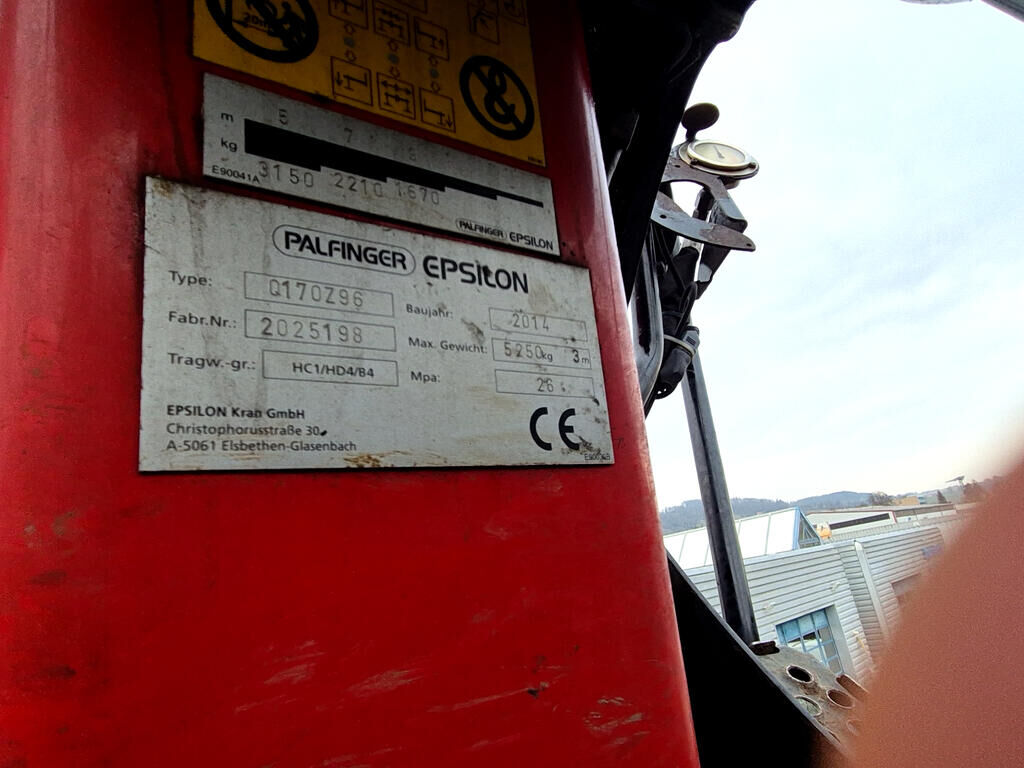 20m
m 5 7 9
kg
3150 2210 1670
E90041A
PALFINGER EPSILON
PALFINGER EPSILON
Type: Q170Z96 Baujahr: 2014
Fabr.Nr.: 2025198 Max. Gewicht: 5250kg 3m
Tragw.-gr.: HC1/HD4/B4 Mpa: 26
EPSILON Kran GmbH
Christophorusstraße 30
A-5061 Elsbethen-Glasenbach
CE